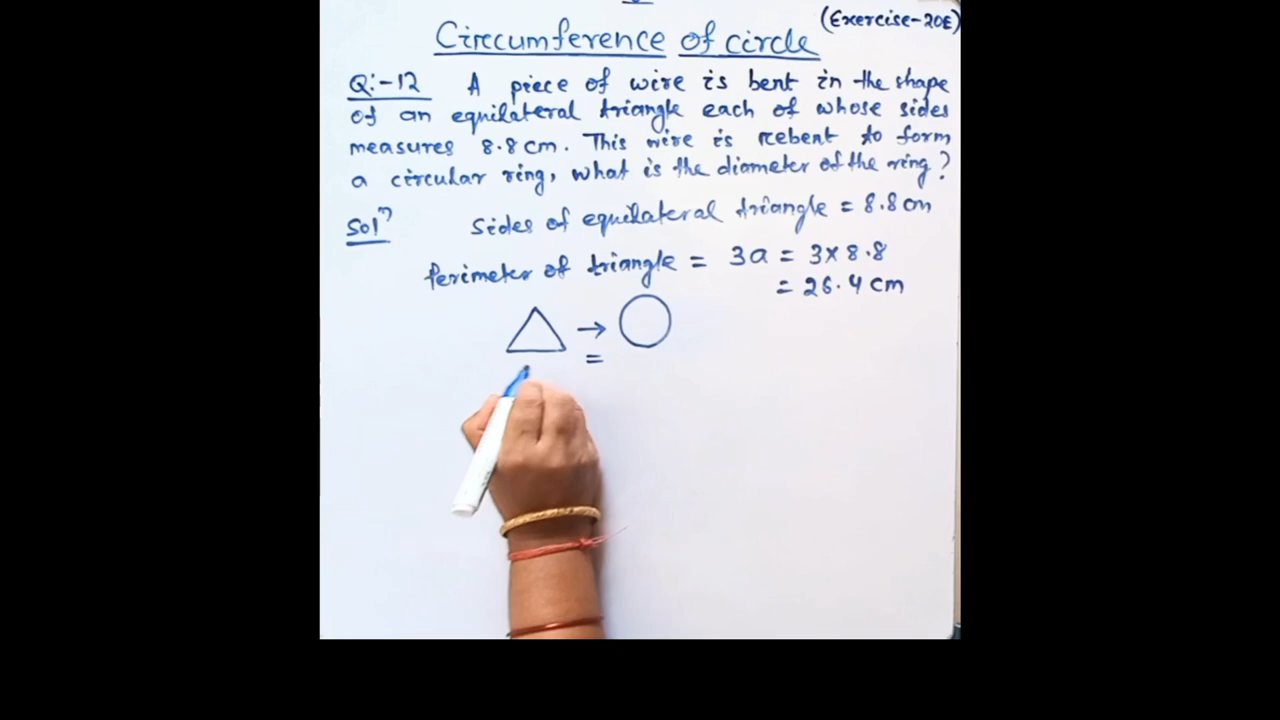 (Exercise-20E)
Circumference of circle
Q:-12 A piece of wire is bent in the shape
of an equilateral triangle each of whose sides
measures 8.8 cm. This wire is rebent to form
a circular ring, what is the diameter of the ring?
Sol^n Sides of equilateral triangle = 8.8 cm
Perimeter of triangle = 3a = 3×8.8
= 26.4 cm
→
=